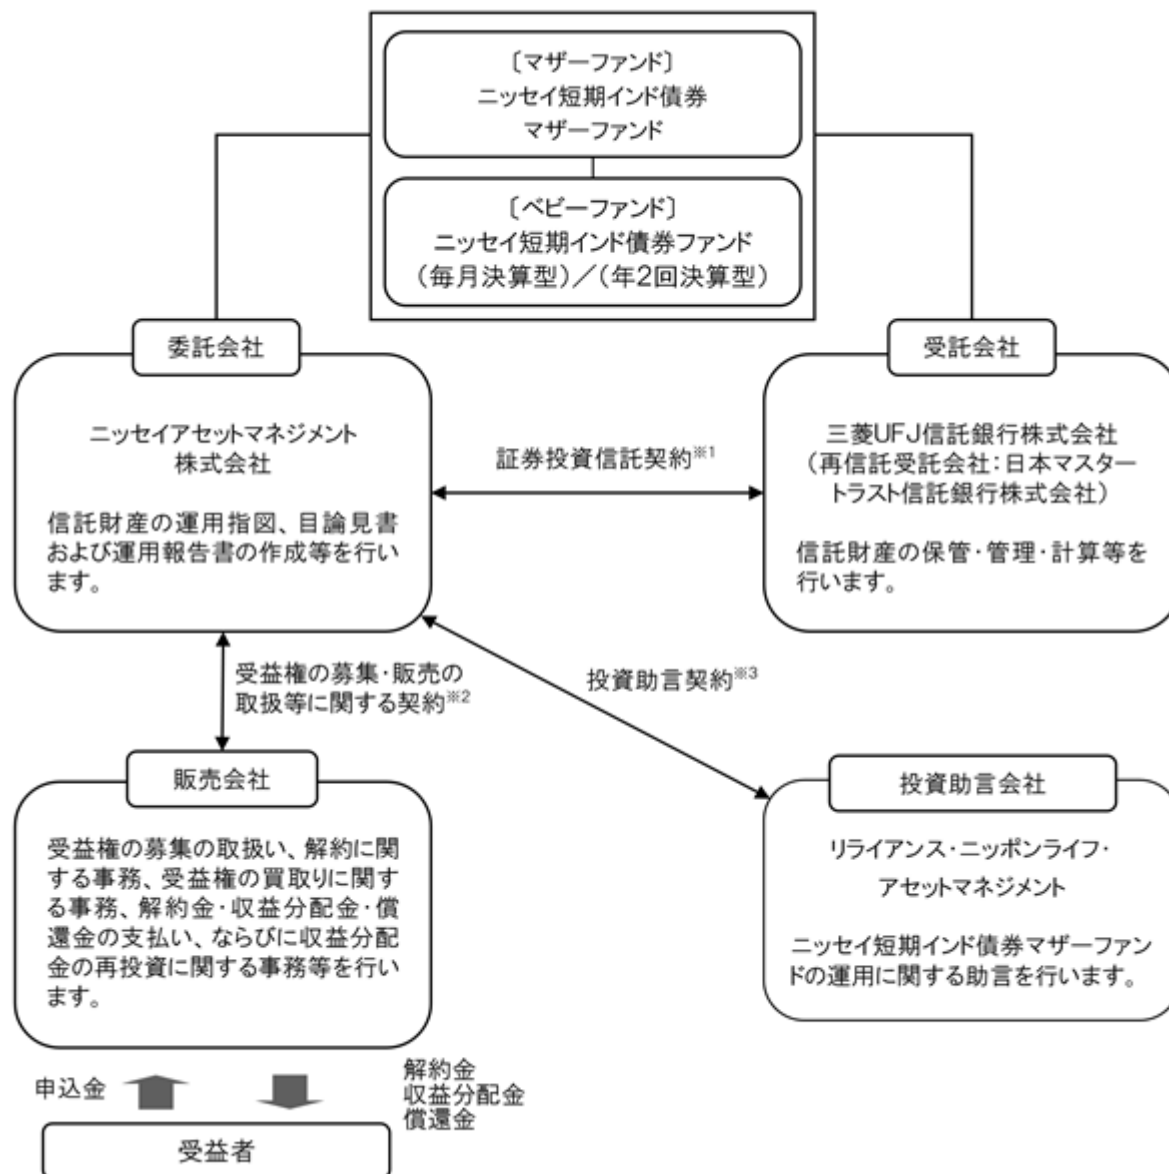 〔マザーファンド〕
ニッセイ短期インド債券
マザーファンド
〔ベビーファンド〕
ニッセイ短期インド債券ファンド
（毎月決算型）／（年2回決算型）
委託会社
ニッセイアセットマネジメント
株式会社
信託財産の運用指図、目論見書
および運用報告書の作成等を行い
ます。
証券投資信託契約※1
受託会社
三菱UFJ信託銀行株式会社
（再信託受託会社：日本マスター
トラスト信託銀行株式会社）
信託財産の保管・管理・計算等を
行います。
受益権の募集・販売の
取扱等に関する契約※2
投資助言契約※3
販売会社
受益権の募集の取扱い、解約に関
する事務、受益権の買取りに関す
る事務、解約金・収益分配金・償
還金の支払い、ならびに収益分配
金の再投資に関する事務等を行い
ます。
投資助言会社
リライアンス・ニッポンライフ・
アセットマネジメント
ニッセイ短期インド債券マザーファン
ドの運用に関する助言を行います。
申込金
解約金
収益分配金
償還金
受益者